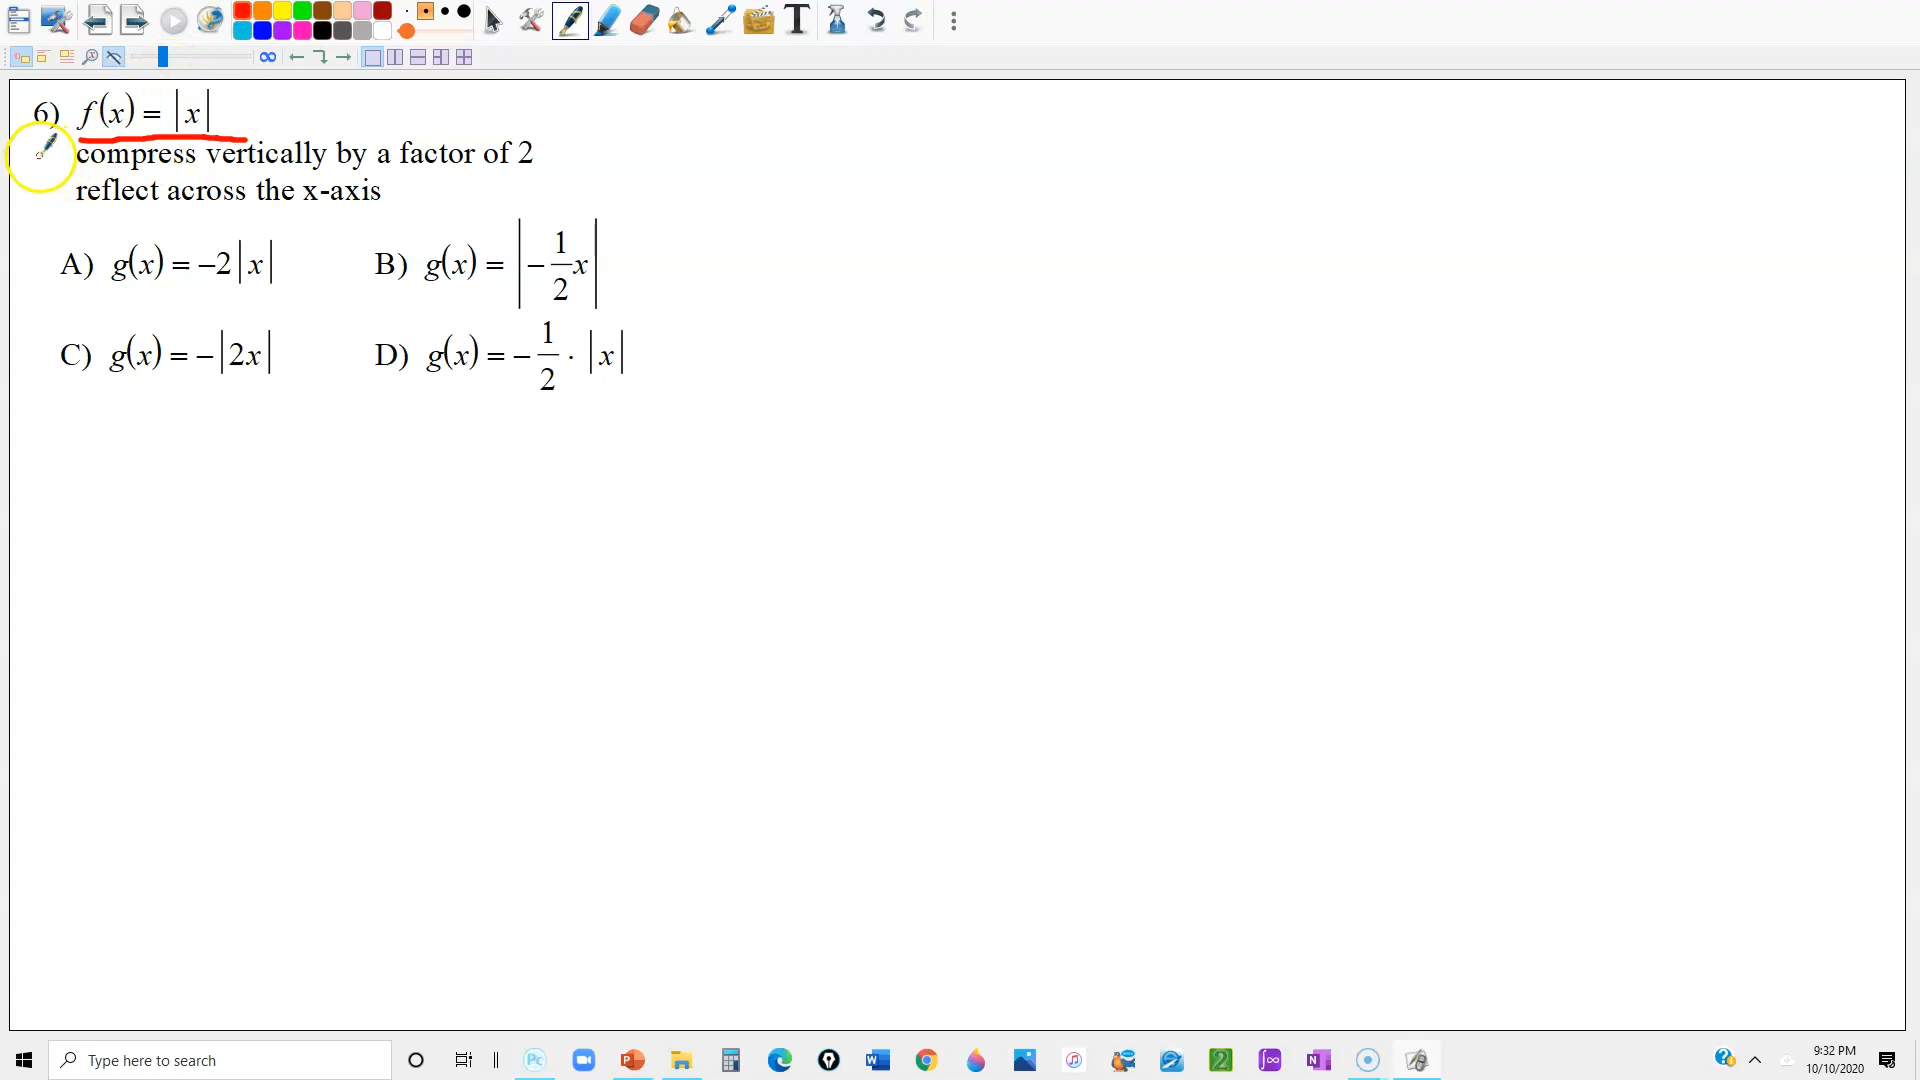 6) f(x) = |x|
compress vertically by a factor of 2
reflect across the x-axis
A) g(x) = −2|x|
B) g(x) = |−1/2 x|
C) g(x) = −|2x|
D) g(x) = −1/2 · |x|
Type here to search
9:32 PM
10/10/2020